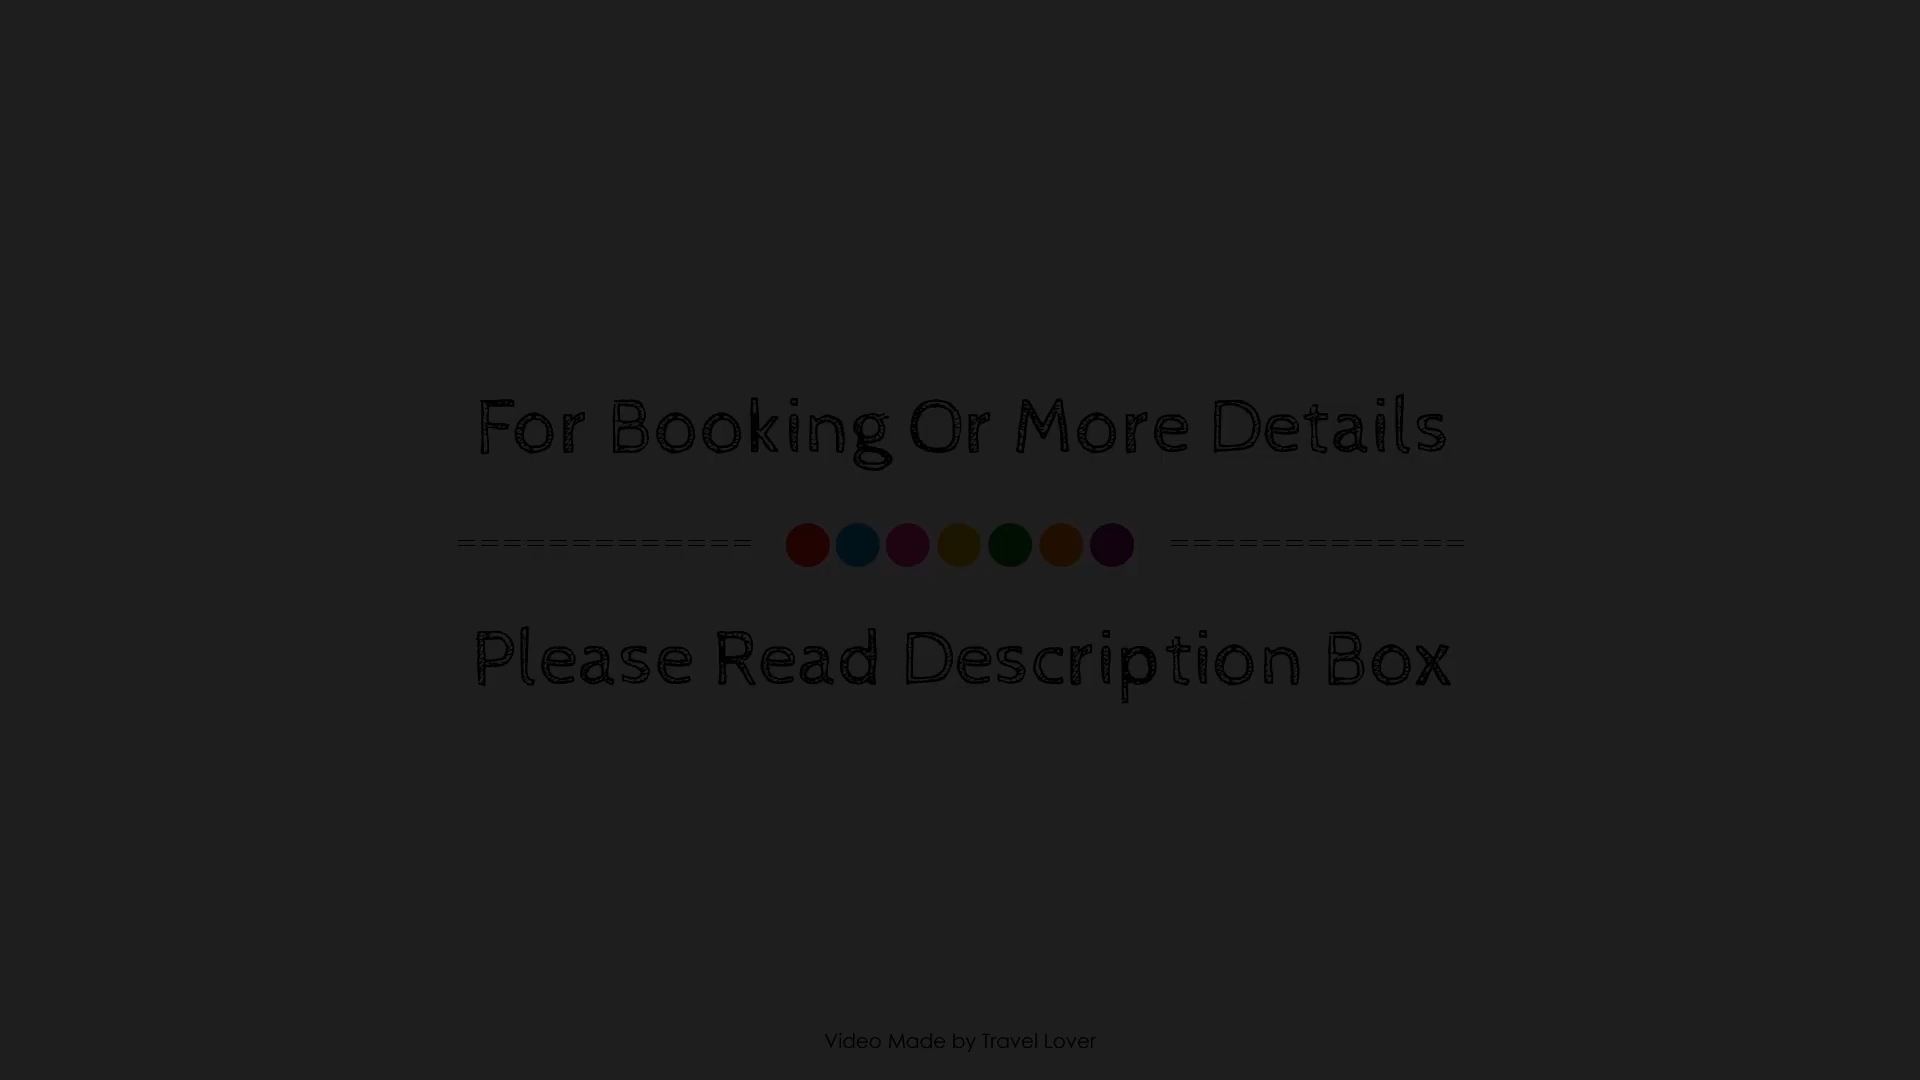 For Booking Or More Details
============= =============
Please Read Description Box
Video Made by Travel Lover